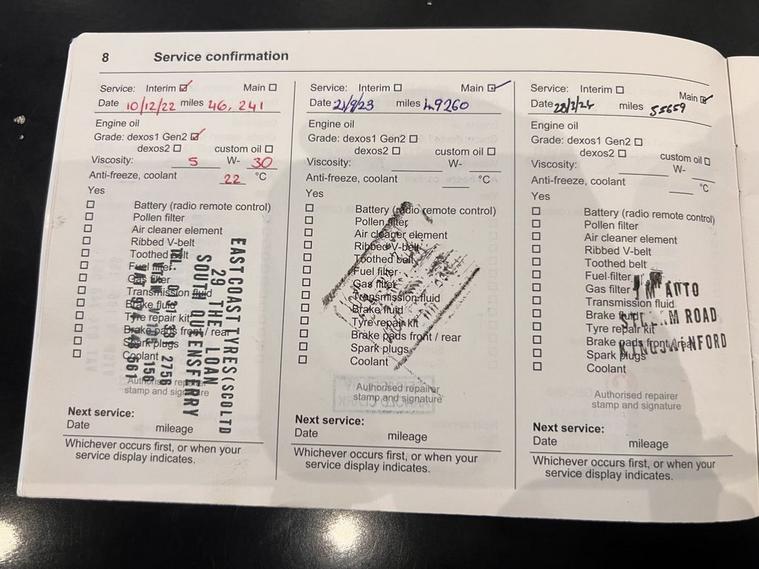 8 Service confirmation
Service: Interim Main
Date 10/12/22 miles 46,241
Engine oil
Grade: dexos1 Gen2
dexos2 custom oil
Viscosity: 5 W- 30
Anti-freeze, coolant 22 °C
Yes
Battery (radio remote control)
Pollen filter
Air cleaner element
Ribbed V-belt
Toothed belt
Fuel filter
Gas filter
Transmission fluid
Brake fluid
Tyre repair kit
Brake pads front / rear
Spark plugs
Coolant
EAST COAST TYRES (SCO) LTD
29 THE LOAN
SOUTH QUEENSFERRY
Authorised repairer
stamp and signature
Next service:
Date mileage
Whichever occurs first, or when your
service display indicates.
Service: Interim Main
Date 21/8/23 miles 49260
Engine oil
Grade: dexos1 Gen2
dexos2 custom oil
Viscosity: W-
Anti-freeze, coolant °C
Yes
Battery (radio remote control)
Pollen filter
Air cleaner element
Ribbed V-belt
Toothed belt
Fuel filter
Gas filter
Transmission fluid
Brake fluid
Tyre repair kit
Brake pads front / rear
Spark plugs
Coolant
Authorised repairer
stamp and signature
Next service:
Date mileage
Whichever occurs first, or when your
service display indicates.
Service: Interim Main
Date miles 55659
Engine oil
Grade: dexos1 Gen2
dexos2 custom oil
Viscosity: W-
Anti-freeze, coolant °C
Yes
Battery (radio remote control)
Pollen filter
Air cleaner element
Ribbed V-belt
Toothed belt
Fuel filter
Gas filter
Transmission fluid
Brake fluid
Tyre repair kit
Brake pads front / rear
Spark plugs
Coolant
AUTO
ROAD
Authorised repairer
stamp and signature
Next service:
Date mileage
Whichever occurs first, or when your
service display indicates.